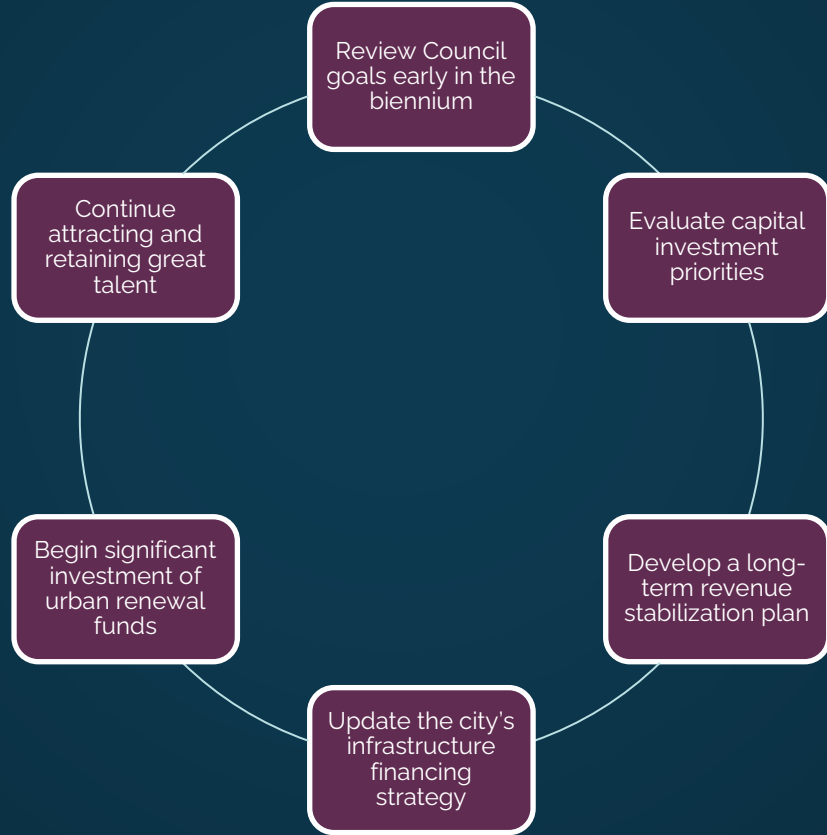 Review Council
goals early in the
biennium
Evaluate capital
investment
priorities
Develop a long-
term revenue
stabilization plan
Update the city’s
infrastructure
financing
strategy
Begin significant
investment of
urban renewal
funds
Continue
attracting and
retaining great
talent